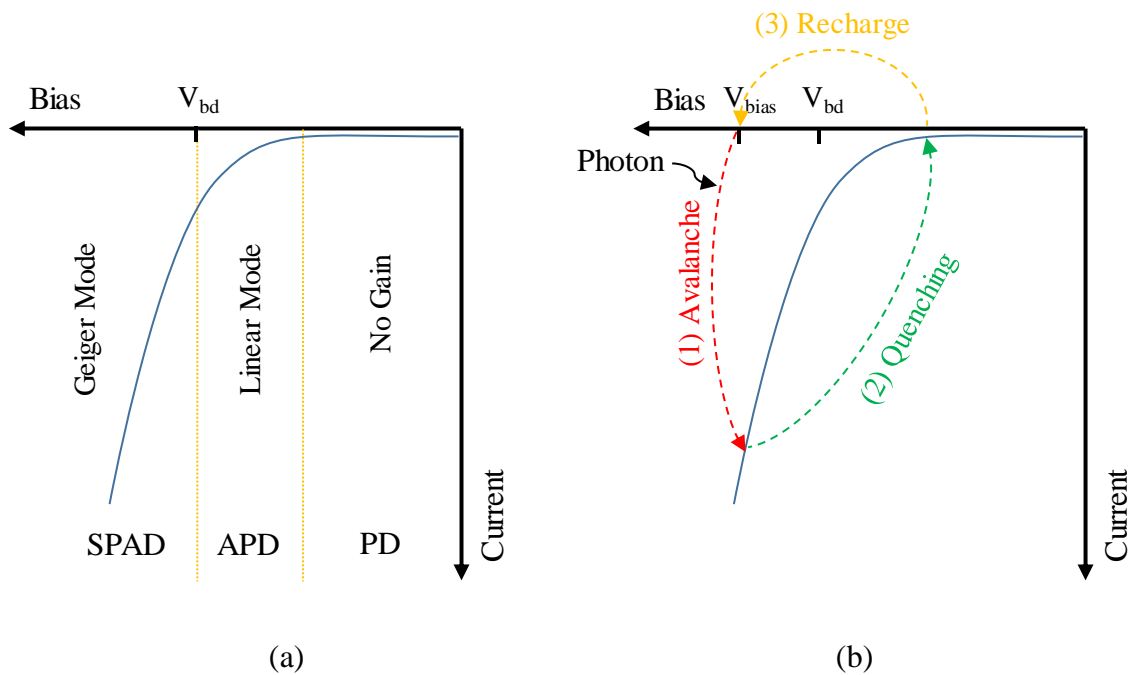 Bias
V_bd
Geiger Mode
Linear Mode
No Gain
SPAD
APD
PD
Current
(a)
(3) Recharge
Bias
V_bias
V_bd
Photon
(1) Avalanche
(2) Quenching
Current
(b)